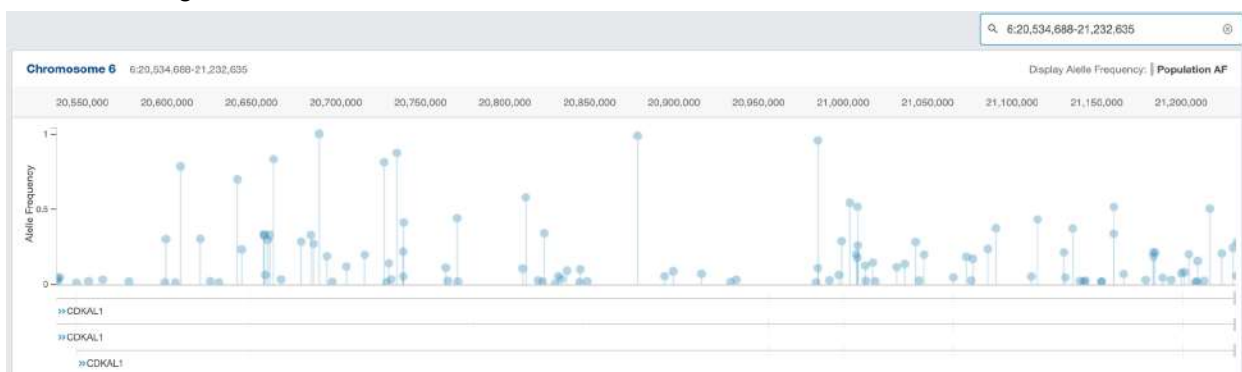 6:20,534,688-21,232,635
Chromosome 6 6:20,534,688-21,232,635 Display Allele Frequency: Population AF
20,550,000 20,600,000 20,650,000 20,700,000 20,750,000 20,800,000 20,850,000 20,900,000 20,950,000 21,000,000 21,050,000 21,100,000 21,150,000 21,200,000
1
Allele Frequency
0.5
0
CDKAL1
CDKAL1
CDKAL1